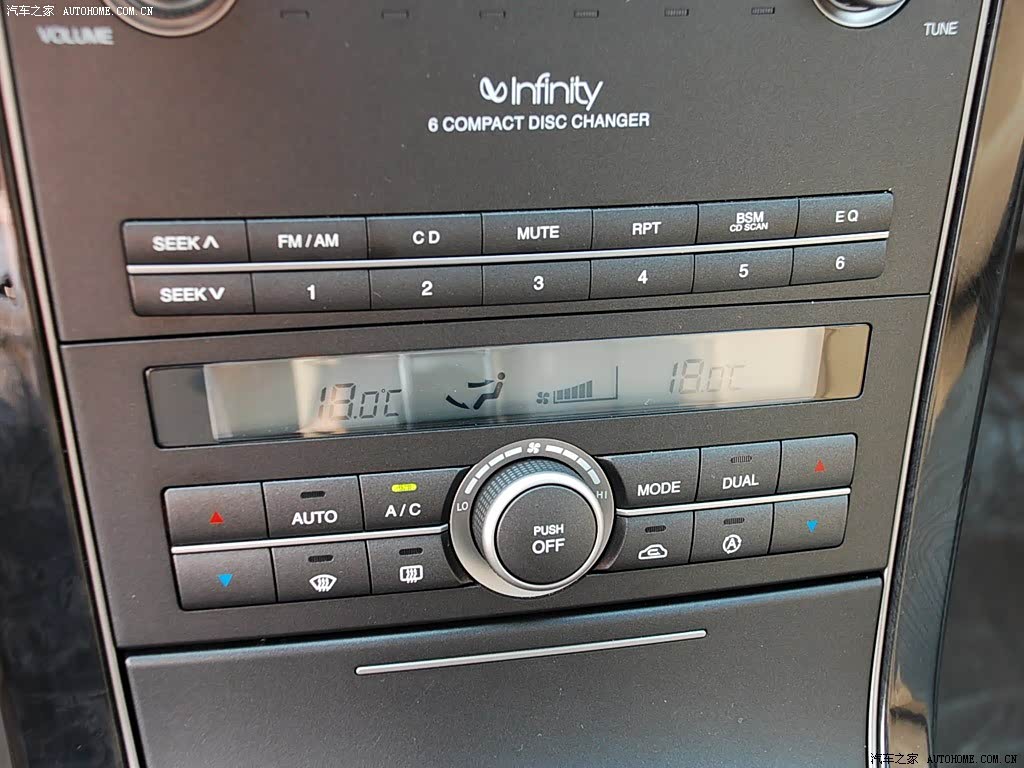 汽车之家 AUTOHOME.COM.CN
VOLUME
TUNE
Infinity
6 COMPACT DISC CHANGER
SEEK∧ FM/AM CD MUTE RPT BSM EQ
CD SCAN
SEEK∨ 1 2 3 4 5 6
18.0℃ 18.0℃
AUTO A/C LO HI MODE DUAL
PUSH
OFF
A
汽车之家 AUTOHOME.COM.CN